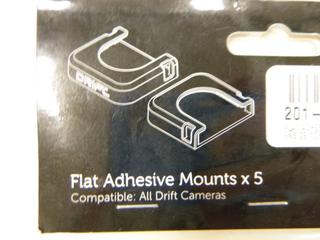 DRIFT
201-
Flat Adhesive Mounts x 5
Compatible: All Drift Cameras